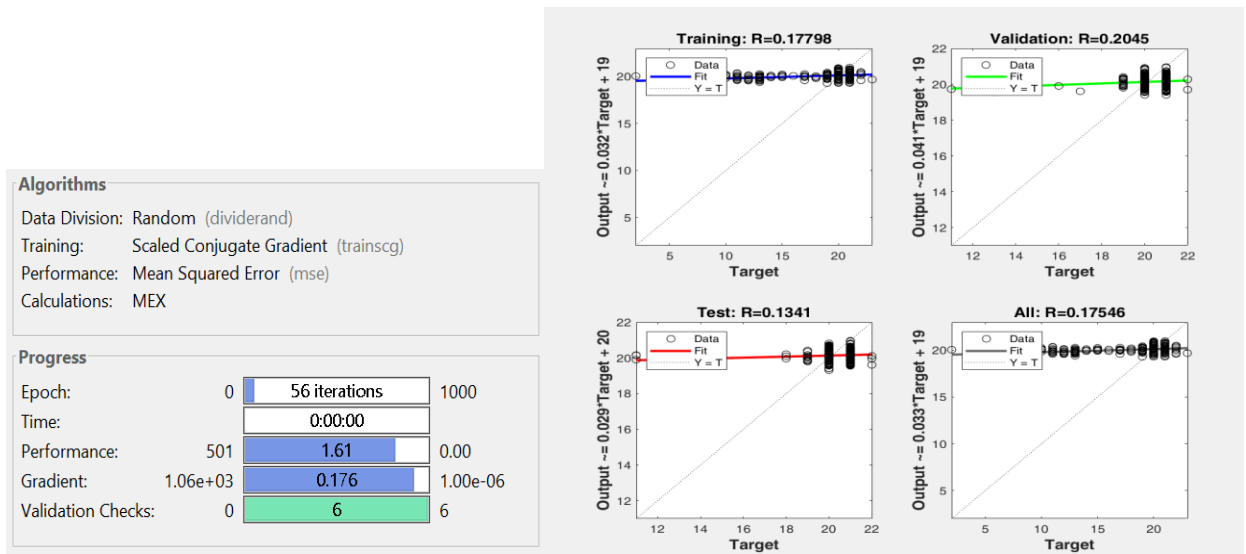 Algorithms
Data Division: Random (dividerand)
Training: Scaled Conjugate Gradient (trainscg)
Performance: Mean Squared Error (mse)
Calculations: MEX
Progress
Epoch: 0 56 iterations 1000
Time: 0:00:00
Performance: 501 1.61 0.00
Gradient: 1.06e+03 0.176 1.00e-06
Validation Checks: 0 6 6
Training: R=0.17798
Output ~= 0.032*Target + 19
20
15
10
5
Data
Fit
Y = T
5 10 15 20
Target
Validation: R=0.2045
Output ~= 0.041*Target + 19
22
20
18
16
14
12
Data
Fit
Y = T
12 14 16 18 20 22
Target
Test: R=0.1341
Output ~= 0.029*Target + 20
22
20
18
16
14
12
Data
Fit
Y = T
12 14 16 18 20 22
Target
All: R=0.17546
Output ~= 0.033*Target + 19
20
15
10
5
Data
Fit
Y = T
5 10 15 20
Target